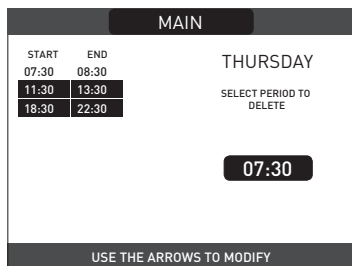 MAIN
START END
07:30 08:30
11:30 13:30
18:30 22:30
THURSDAY
SELECT PERIOD TO
DELETE
07:30
USE THE ARROWS TO MODIFY